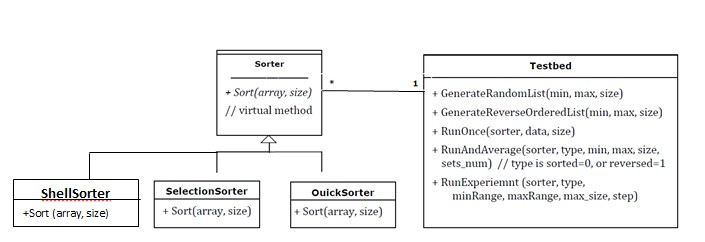 Sorter
+ Sort(array, size)
// virtual method
*
1
Testbed
+ GenerateRandomList(min, max, size)
+ GenerateReverseOrderedList(min, max, size)
+ RunOnce(sorter, data, size)
+ RunAndAverage(sorter, type, min, max, size,
sets_num) // type is sorted=0, or reversed=1
+ RunExperiemnt (sorter, type,
minRange, maxRange, max_size, step)
ShellSorter
+Sort (array, size)
SelectionSorter
+ Sort(array, size)
QuickSorter
+ Sort(array, size)